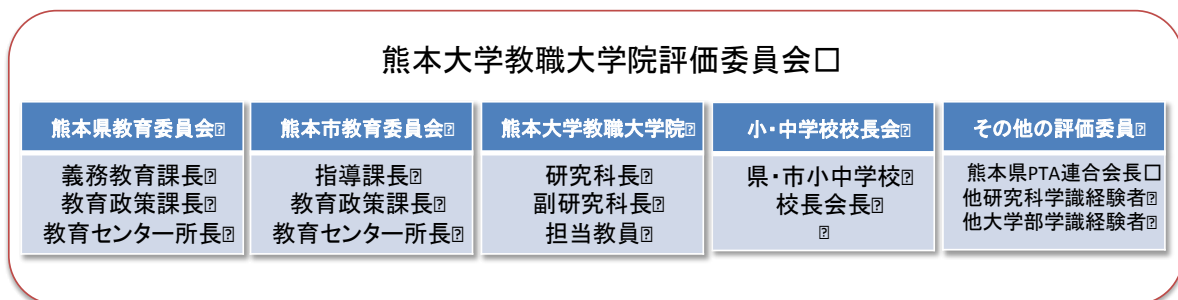 熊本大学教職大学院評価委員会
熊本県教育委員会
義務教育課長
教育政策課長
教育センター所長
熊本市教育委員会
指導課長
教育政策課長
教育センター所長
熊本大学教職大学院
研究科長
副研究科長
担当教員
小・中学校校長会
県・市小中学校
校長会長
その他の評価委員
熊本県PTA連合会長
他研究科学識経験者
他大学部学識経験者